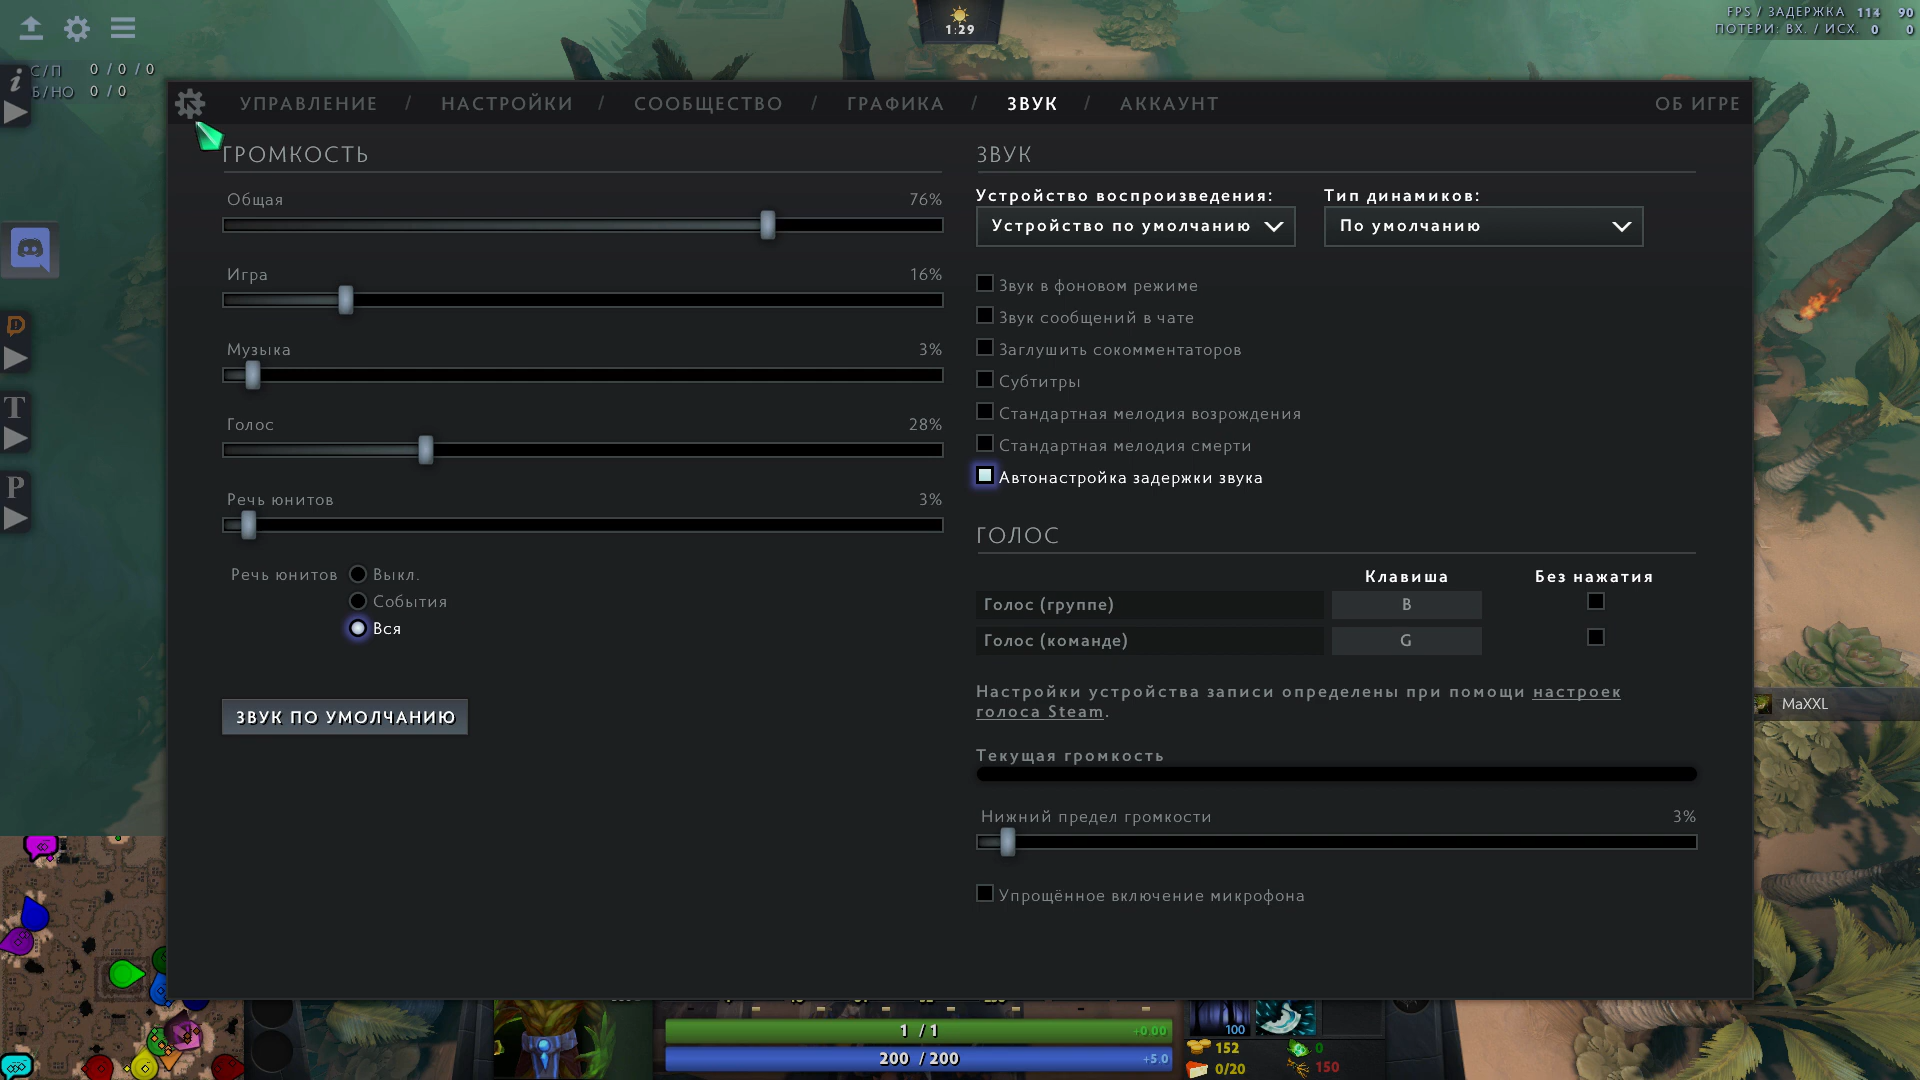 1:29
FPS / ЗАДЕРЖКА 114 90
ПОТЕРИ: ВХ. / ИСХ. 0 0
С/П 0 / 0 / 0
Б/НО 0 / 0
УПРАВЛЕНИЕ / НАСТРОЙКИ / СООБЩЕСТВО / ГРАФИКА / ЗВУК / АККАУНТ
ОБ ИГРЕ
ГРОМКОСТЬ
Общая 76%
Игра 16%
Музыка 3%
Голос 28%
Речь юнитов 3%
Речь юнитов
Выкл.
События
Вся
ЗВУК ПО УМОЛЧАНИЮ
ЗВУК
Устройство воспроизведения: Тип динамиков:
Устройство по умолчанию По умолчанию
Звук в фоновом режиме
Звук сообщений в чате
Заглушить сокомментаторов
Субтитры
Стандартная мелодия возрождения
Стандартная мелодия смерти
Автонастройка задержки звука
ГОЛОС
Клавиша Без нажатия
Голос (группе) B
Голос (команде) G
Настройки устройства записи определены при помощи настроек
голоса Steam.
Текущая громкость
Нижний предел громкости 3%
Упрощённое включение микрофона
T
P
MaXXL
1 / 1 +0.00
200 / 200 +5.0
100
152 0
0/20 150